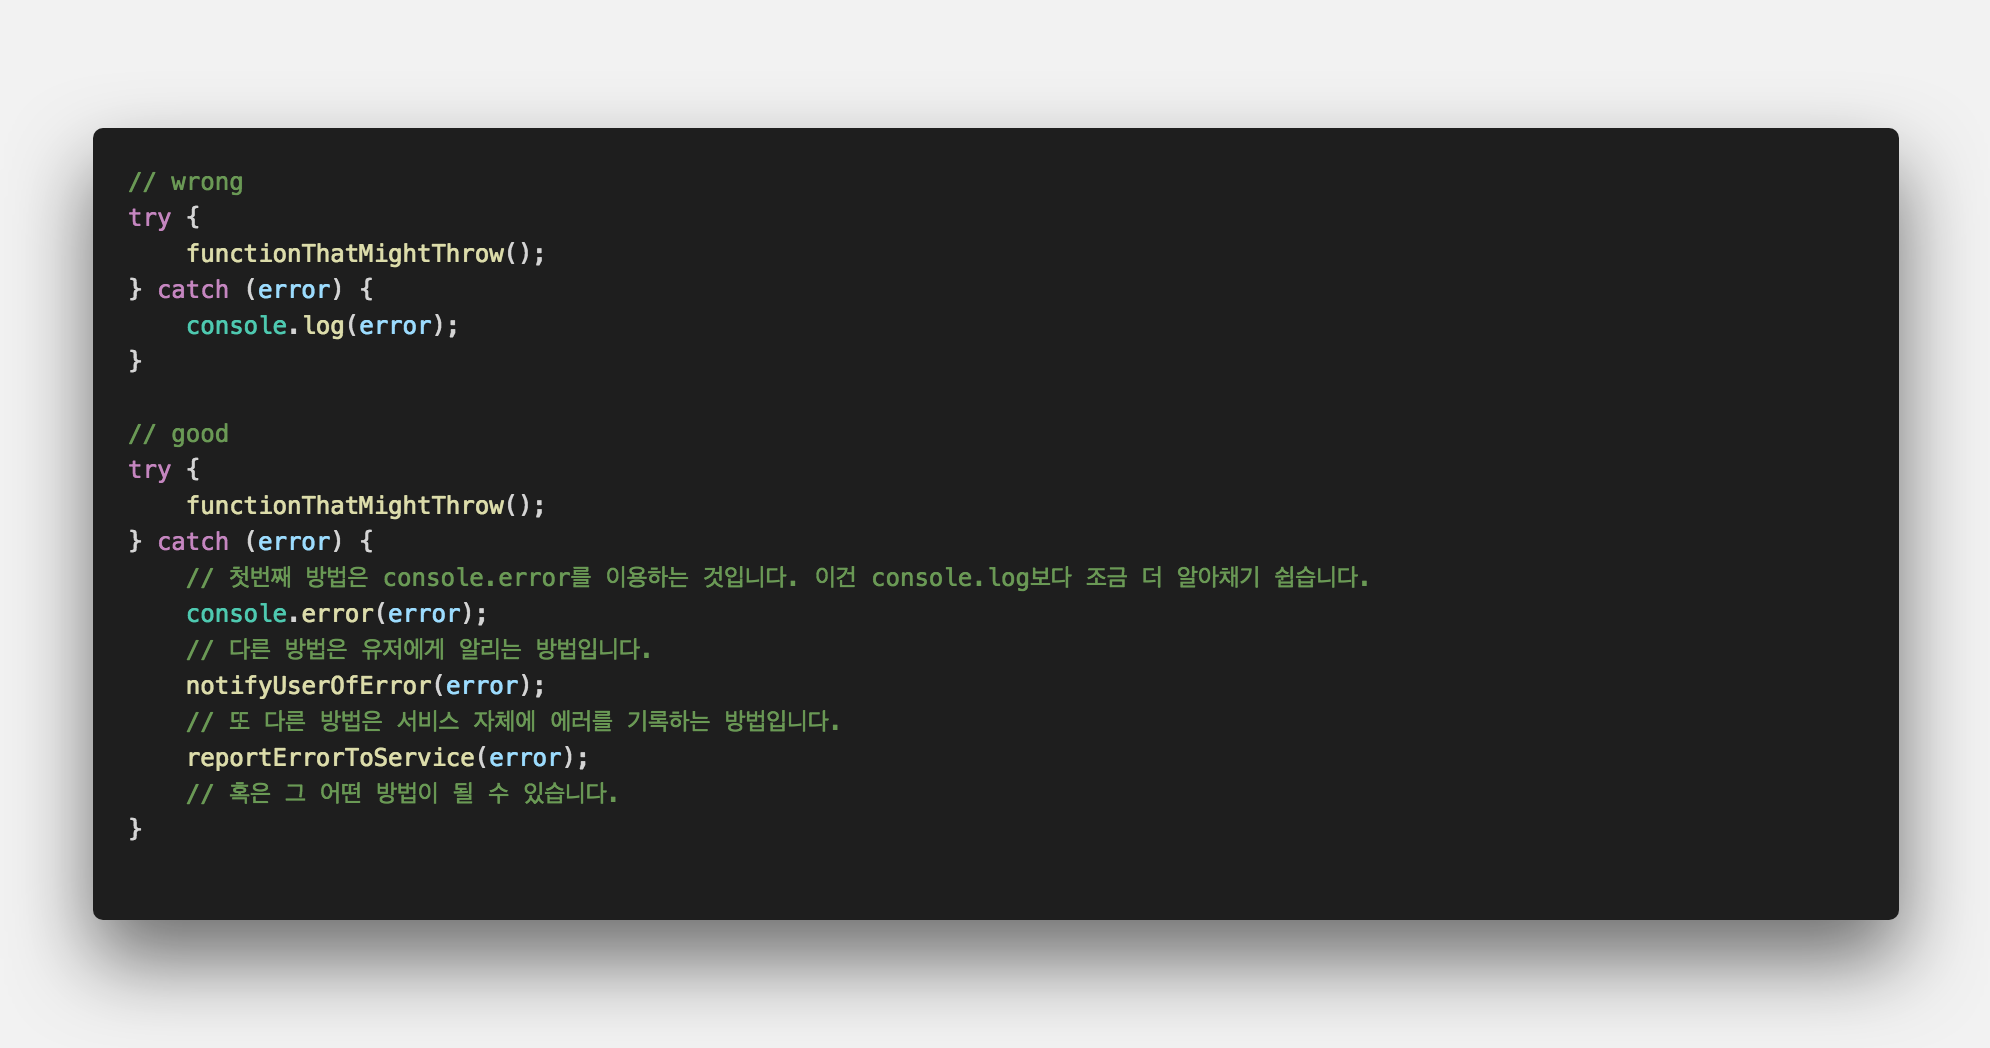 // wrong
try {
    functionThatMightThrow();
} catch (error) {
    console.log(error);
}

// good
try {
    functionThatMightThrow();
} catch (error) {
    // 첫번째 방법은 console.error를 이용하는 것입니다. 이건 console.log보다 조금 더 알아채기 쉽습니다.
    console.error(error);
    // 다른 방법은 유저에게 알리는 방법입니다.
    notifyUserOfError(error);
    // 또 다른 방법은 서비스 자체에 에러를 기록하는 방법입니다.
    reportErrorToService(error);
    // 혹은 그 어떤 방법이 될 수 있습니다.
}